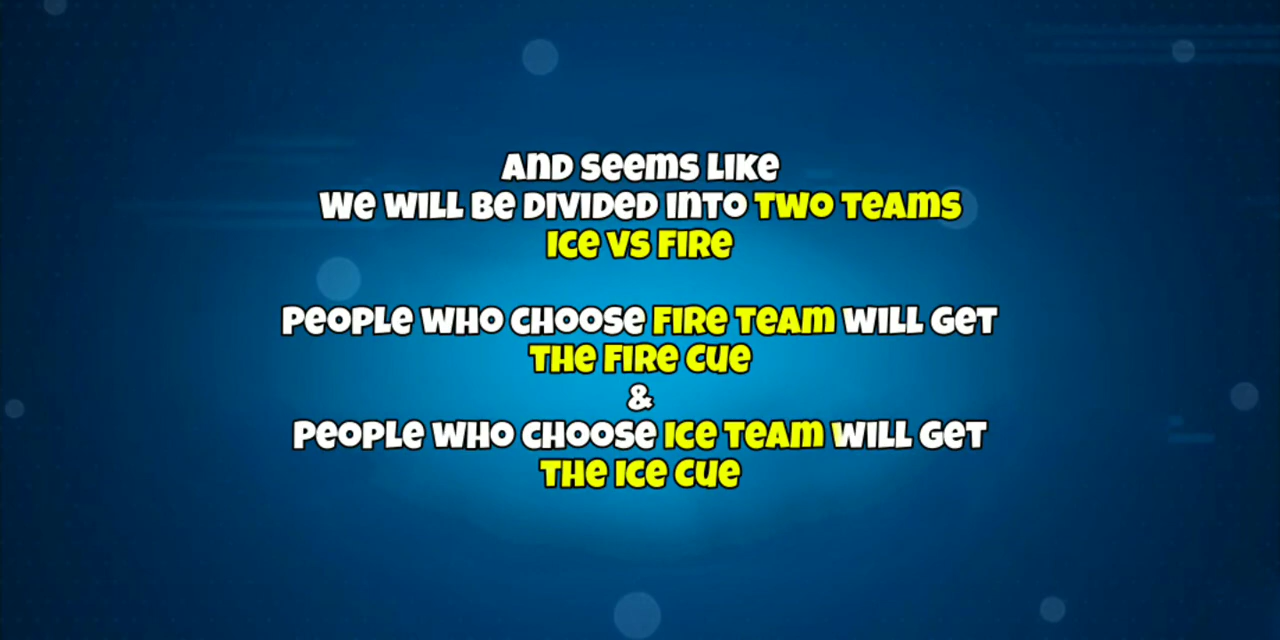 And seems like
we will be divided into two teams
Ice vs Fire
People who choose Fire Team will get
the Fire Cue
&
People who choose Ice Team will get
the Ice Cue